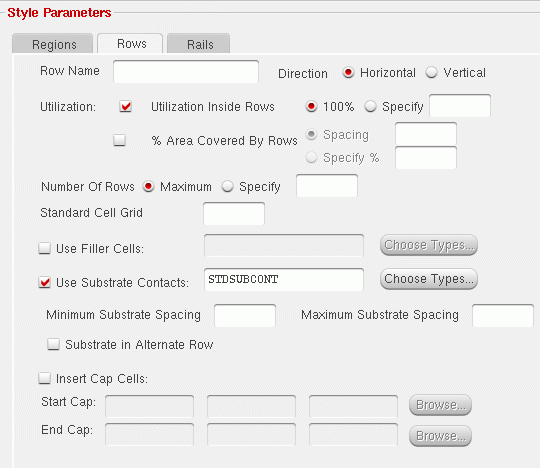 Style Parameters
Regions Rows Rails
Row Name Direction Horizontal Vertical
Utilization: Utilization Inside Rows 100% Specify
% Area Covered By Rows Spacing
Specify %
Number Of Rows Maximum Specify
Standard Cell Grid
Use Filler Cells: Choose Types...
Use Substrate Contacts: STDSUBCONT Choose Types...
Minimum Substrate Spacing Maximum Substrate Spacing
Substrate in Alternate Row
Insert Cap Cells:
Start Cap: Browse...
End Cap: Browse...